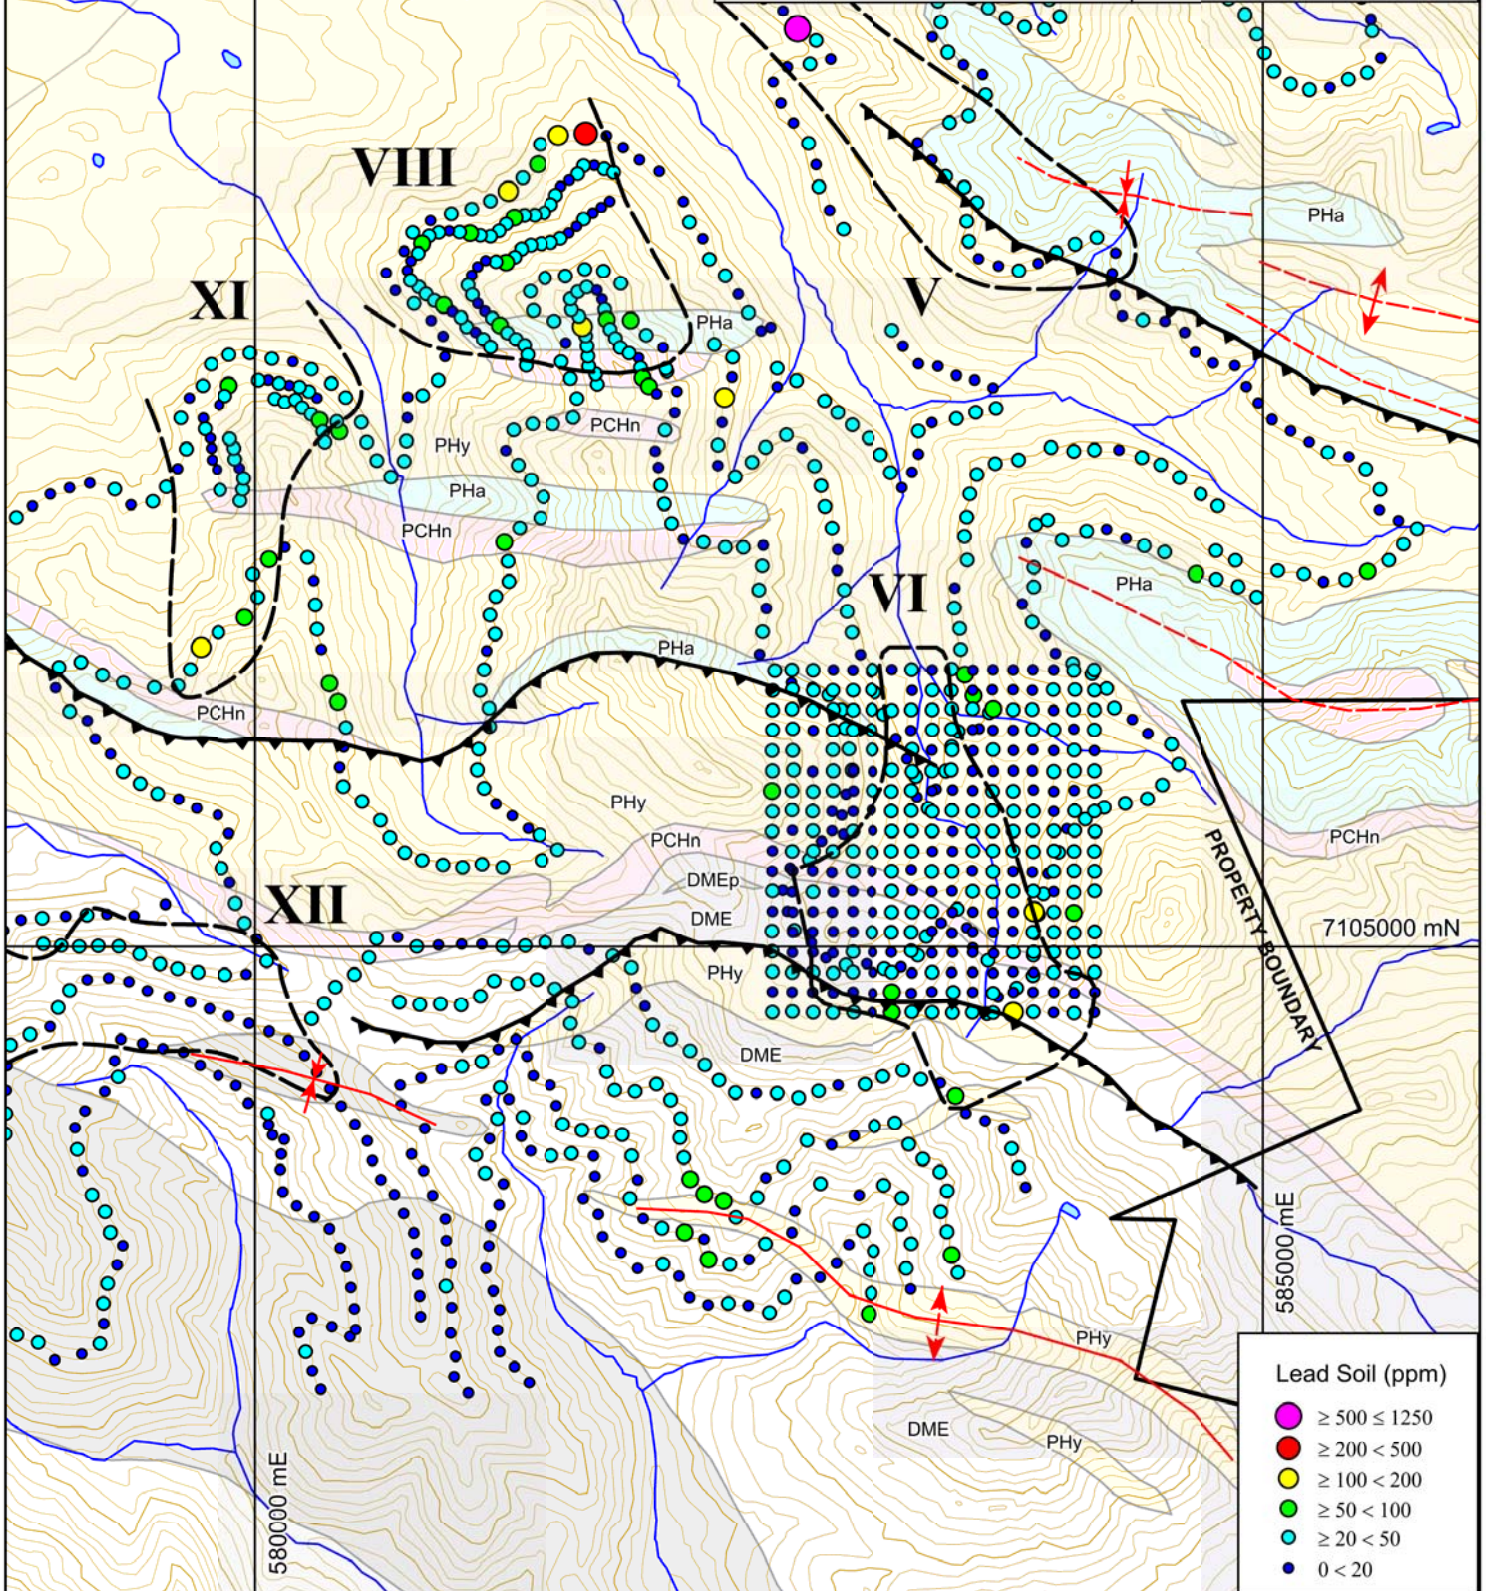 VIII
PHa
XI
V
PHa
PCHn
PHy
PHa
PCHn
VI
PHa
PHa
PCHn
PHy
PCHn
PCHn
DMEp
XII
DME
7105000 mN
PHy
PROPERTY BOUNDARY
DME
585000 mE
PHy
DME
PHy
580000 mE
Lead Soil (ppm)
≥ 500 ≤ 1250
≥ 200 < 500
≥ 100 < 200
≥ 50 < 100
≥ 20 < 50
0 < 20